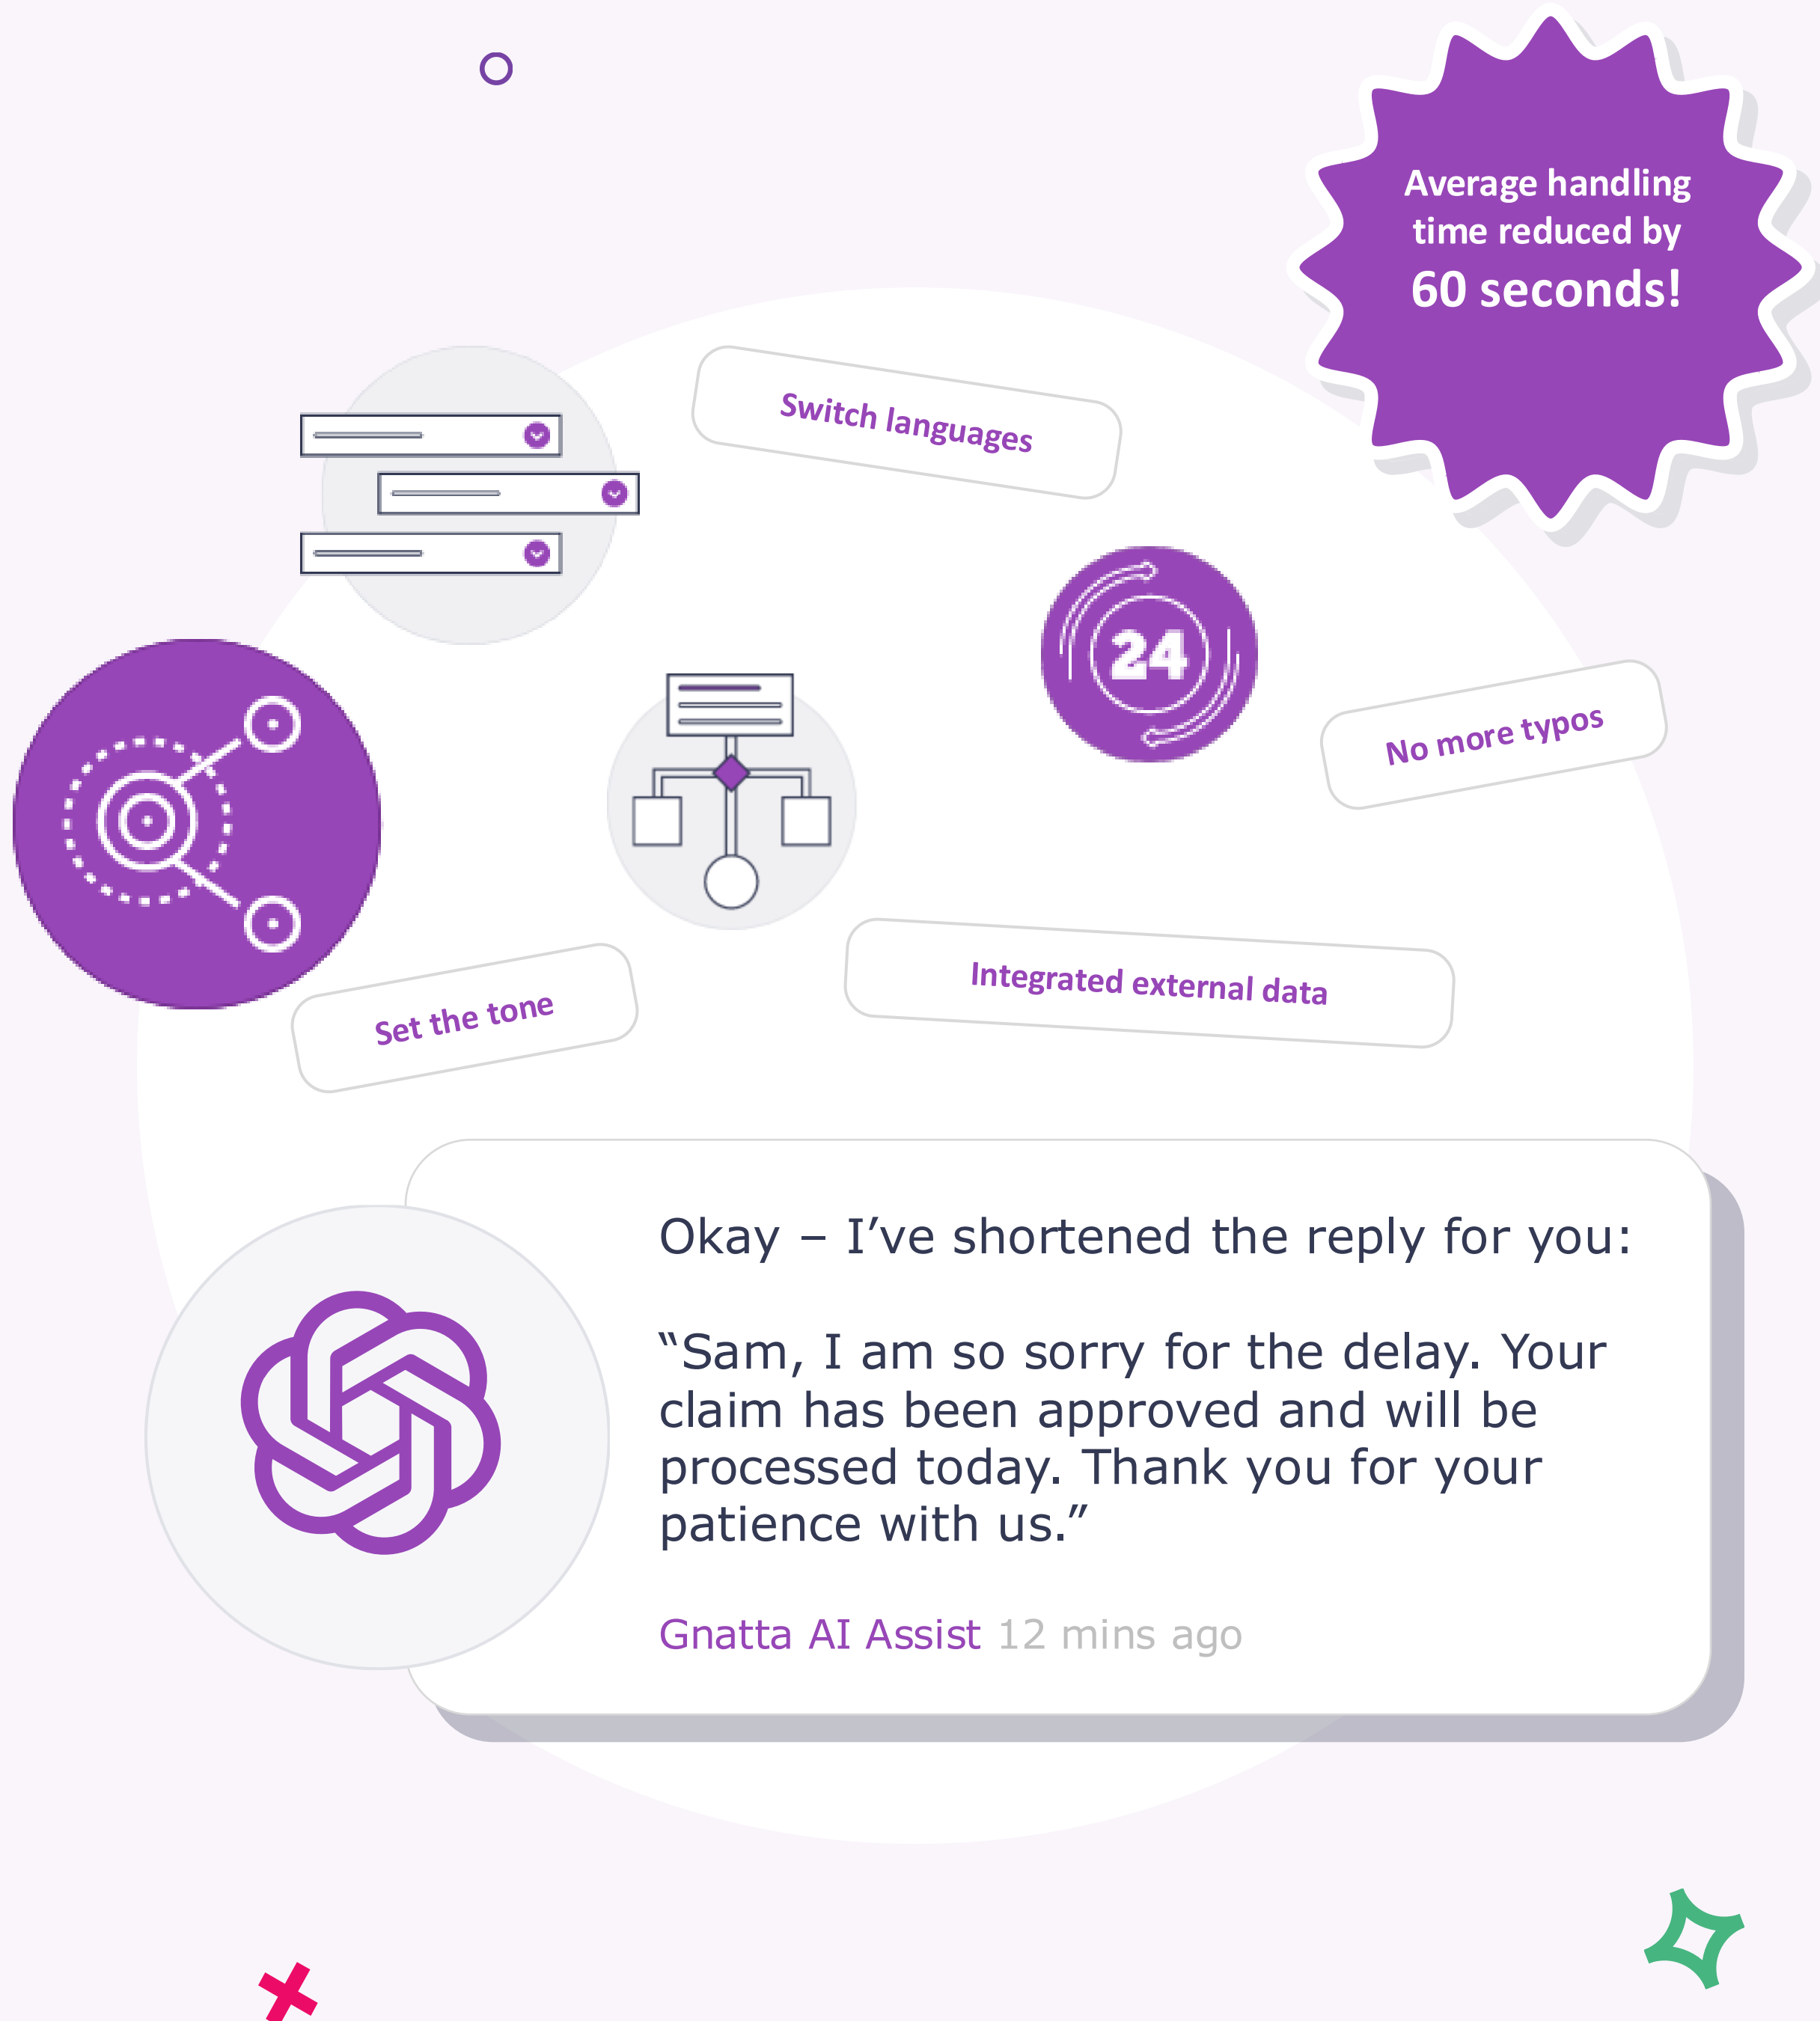 Average handling
time reduced by
60 seconds!
Switch languages
24
No more typos
Integrated external data
Set the tone
Okay – I’ve shortened the reply for you:
“Sam, I am so sorry for the delay. Your
claim has been approved and will be
processed today. Thank you for your
patience with us.”
Gnatta AI Assist 12 mins ago